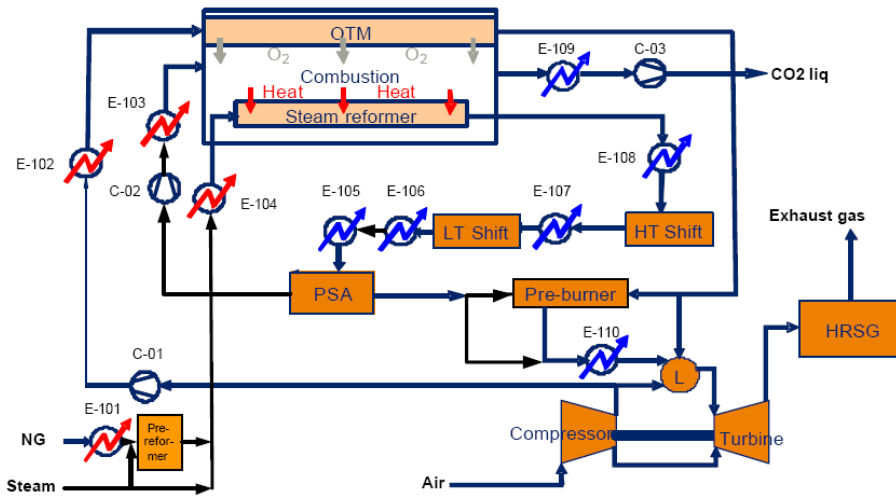 OTM
O2
O2
E-109
C-03
Combustion
CO2 liq
E-103
Heat
Heat
Steam reformer
E-102
E-108
C-02
E-104
E-105
E-106
E-107
Exhaust gas
LT Shift
HT Shift
PSA
Pre-burner
HRSG
E-110
C-01
L
E-101
Compressor
Turbine
NG
Pre-
refor-
mer
Steam
Air